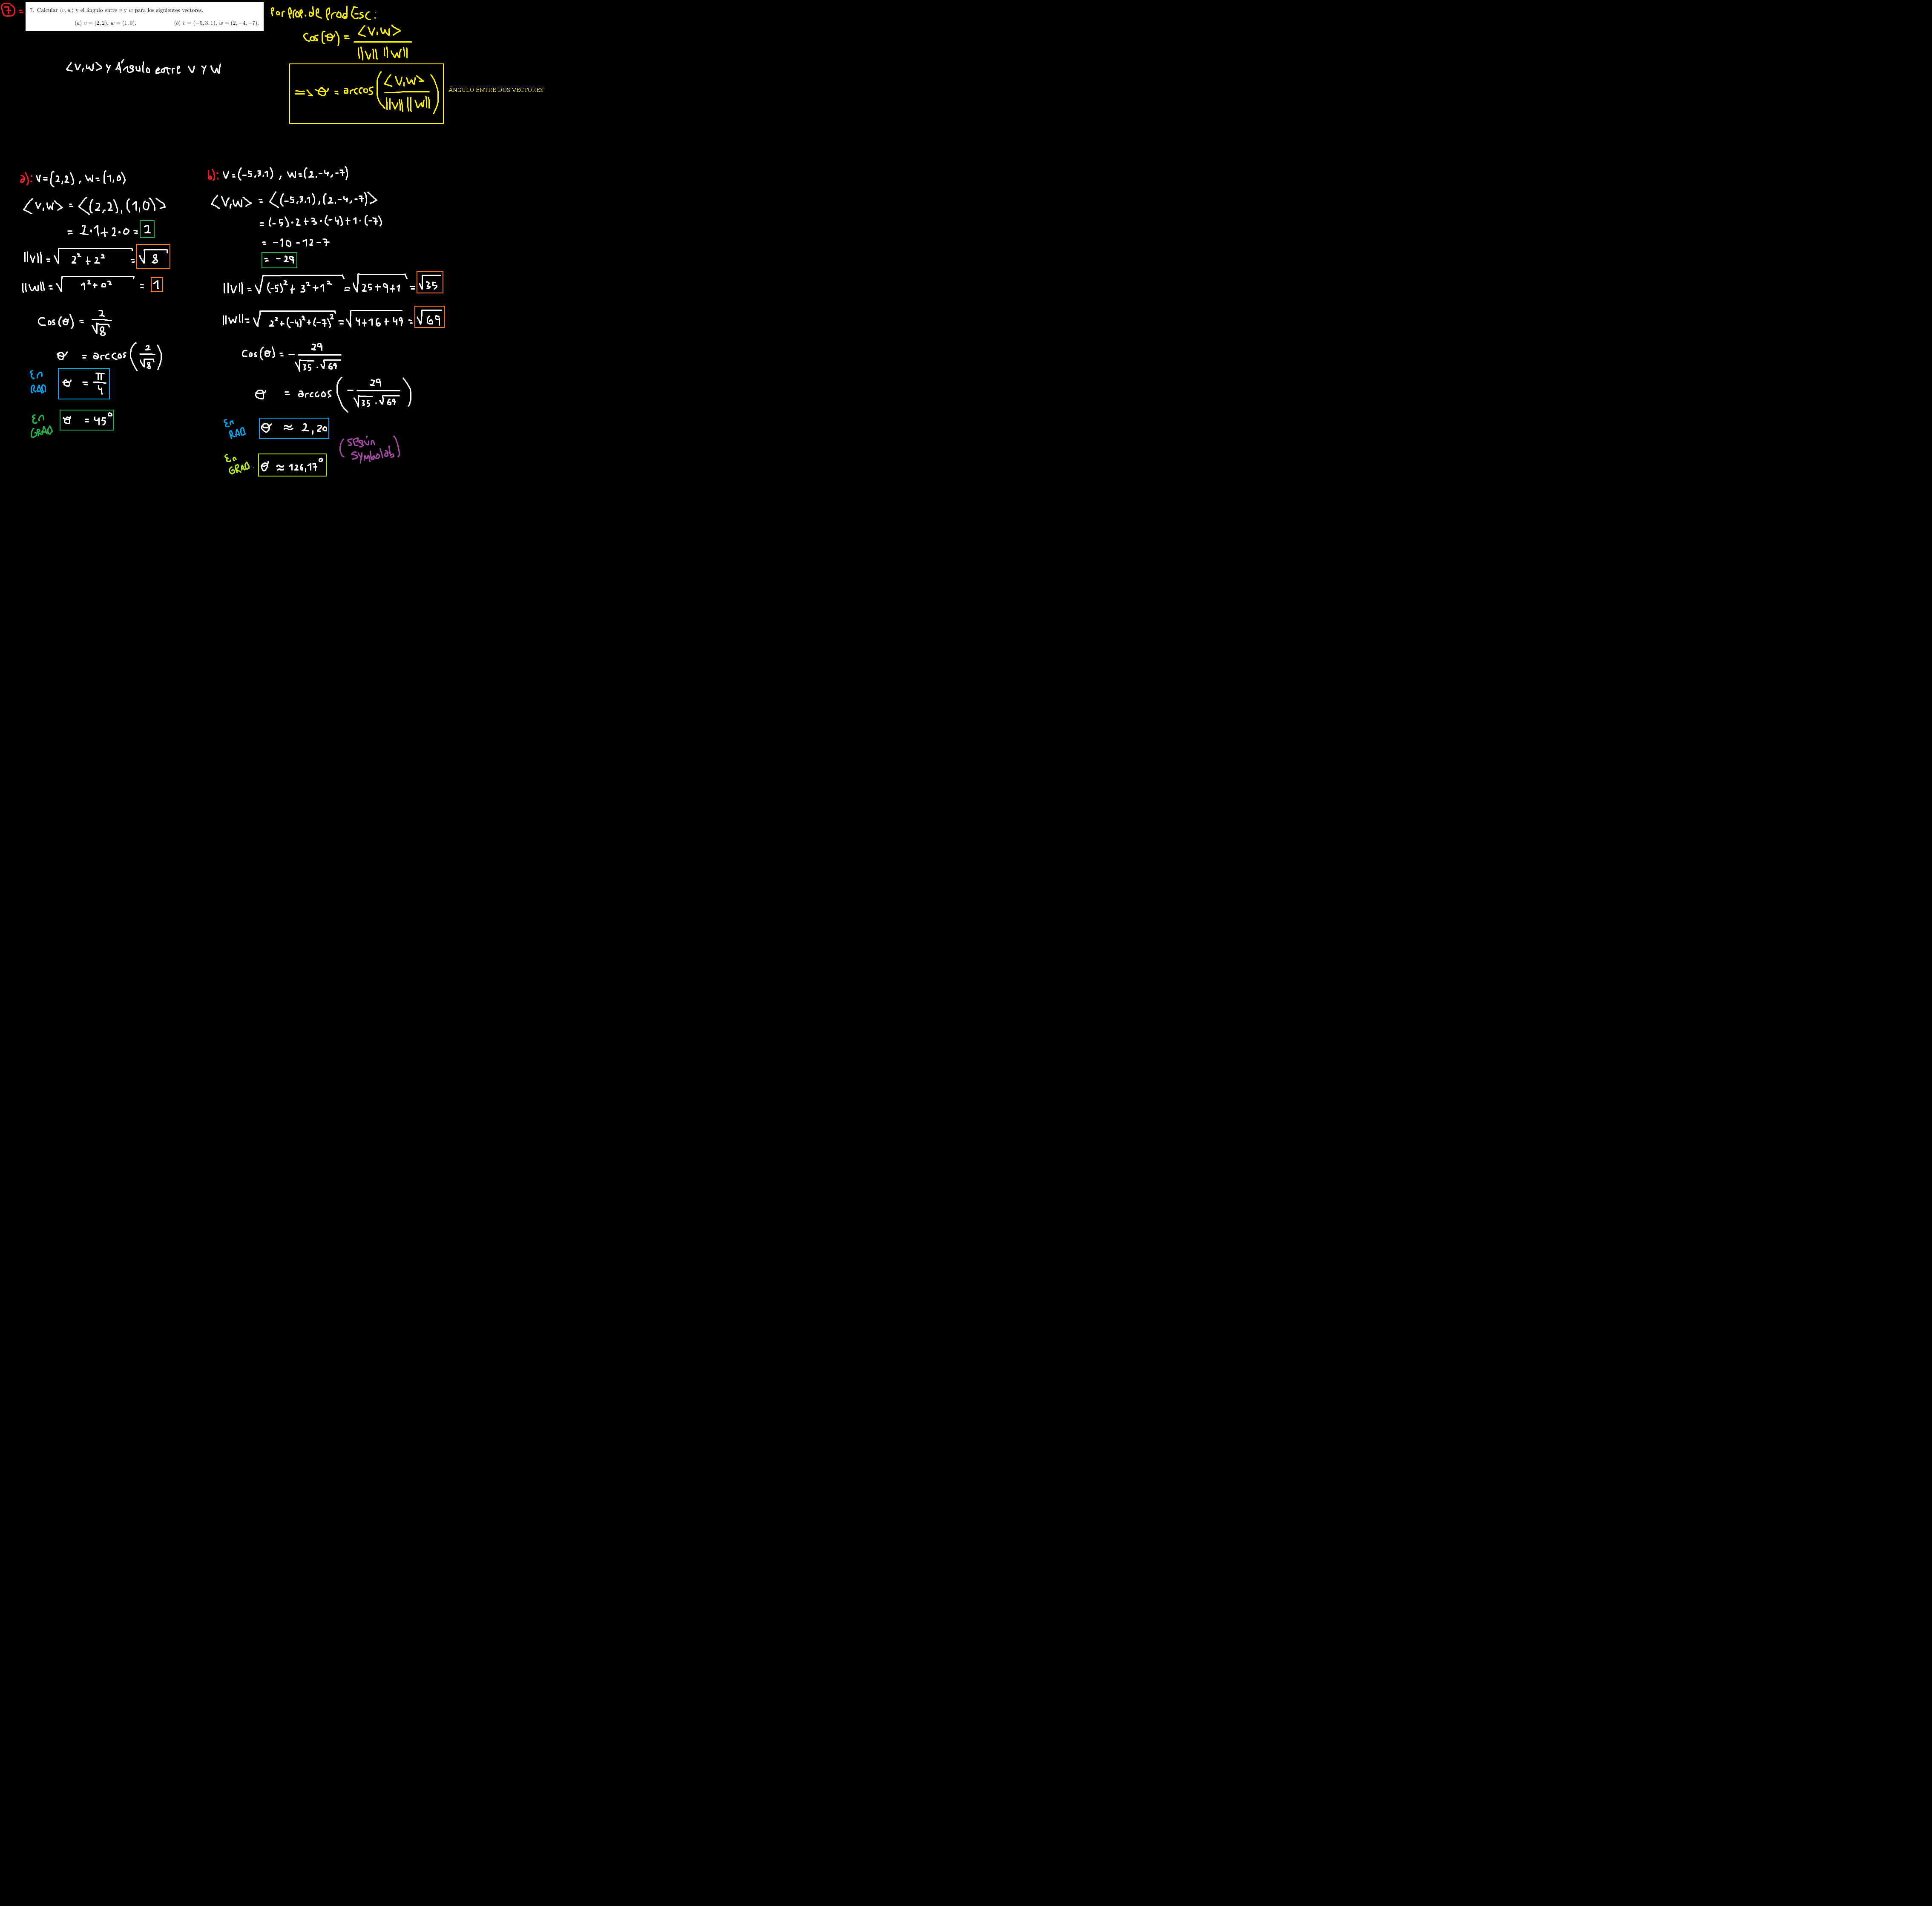 7 =
7. Calcular ⟨v, w⟩ y el ángulo entre v y w para los siguientes vectores.
(a) v = (2, 2), w = (1, 0), (b) v = (−5, 3, 1), w = (2, −4, −7).
Por Prop. de Prod Esc:
Cos(θ) = <V,W> / ||V|| ||W||
=> θ = arccos(<V,W> / ||V|| ||W||)
ÁNGULO ENTRE DOS VECTORES
<V,W> y Ángulo entre V y W
a): V=(2,2), W=(1,0)
<V,W> = <(2,2),(1,0)>
= 2·1+2·0 = 2
||V|| = √(2² + 2²) = √8
||W|| = √(1² + 0²) = 1
Cos(θ) = 2/√8
θ = arccos(2/√8)
En RAD
θ = π/4
En GRAD
θ = 45°
b): V=(-5,3.1), W=(2.-4,-7)
<V,W> = <(-5,3.1),(2.-4,-7)>
= (-5)·2+3·(-4)+1·(-7)
= -10 -12 -7
= -29
||V|| = √((-5)² + 3² + 1²) = √(25+9+1) = √35
||W|| = √(2²+(-4)²+(-7)²) = √(4+16+49) = √69
Cos(θ) = - 29/√35 · √69
θ = arccos(- 29/√35 · √69)
En RAD
θ ≈ 2,20
(SEGÚN
SYMbolab)
En GRAD
θ ≈ 126,17°